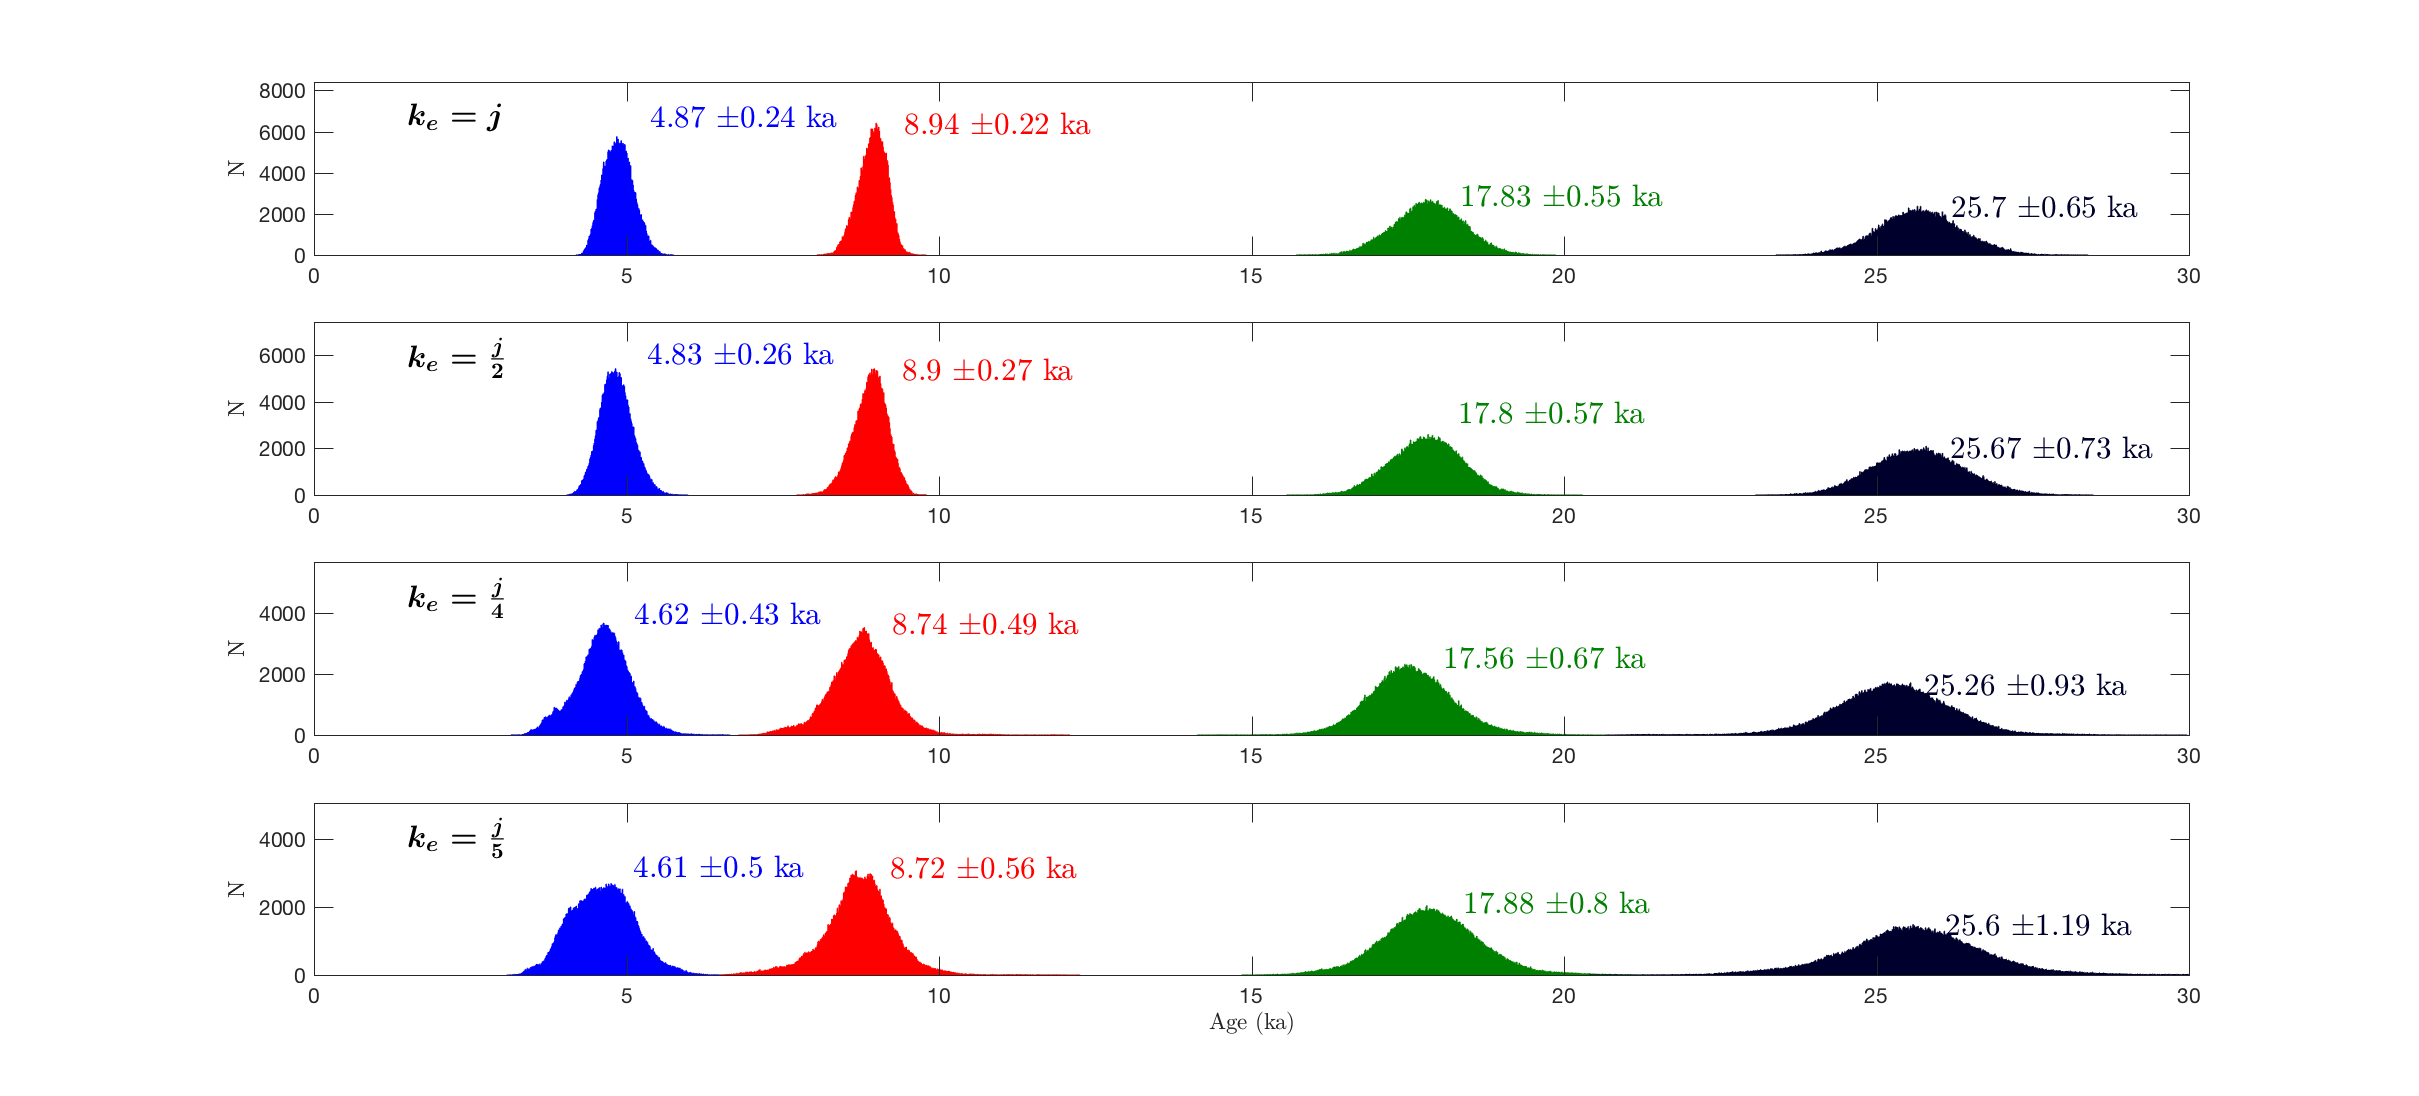 8000
6000
4000
2000
0
N
k_e = j
4.87 ±0.24 ka
8.94 ±0.22 ka
17.83 ±0.55 ka
25.7 ±0.65 ka
0 5 10 15 20 25 30
6000
4000
2000
0
N
k_e = j/2
4.83 ±0.26 ka
8.9 ±0.27 ka
17.8 ±0.57 ka
25.67 ±0.73 ka
0 5 10 15 20 25 30
4000
2000
0
N
k_e = j/4
4.62 ±0.43 ka
8.74 ±0.49 ka
17.56 ±0.67 ka
25.26 ±0.93 ka
0 5 10 15 20 25 30
4000
2000
0
N
k_e = j/5
4.61 ±0.5 ka
8.72 ±0.56 ka
17.88 ±0.8 ka
25.6 ±1.19 ka
0 5 10 15 20 25 30
Age (ka)